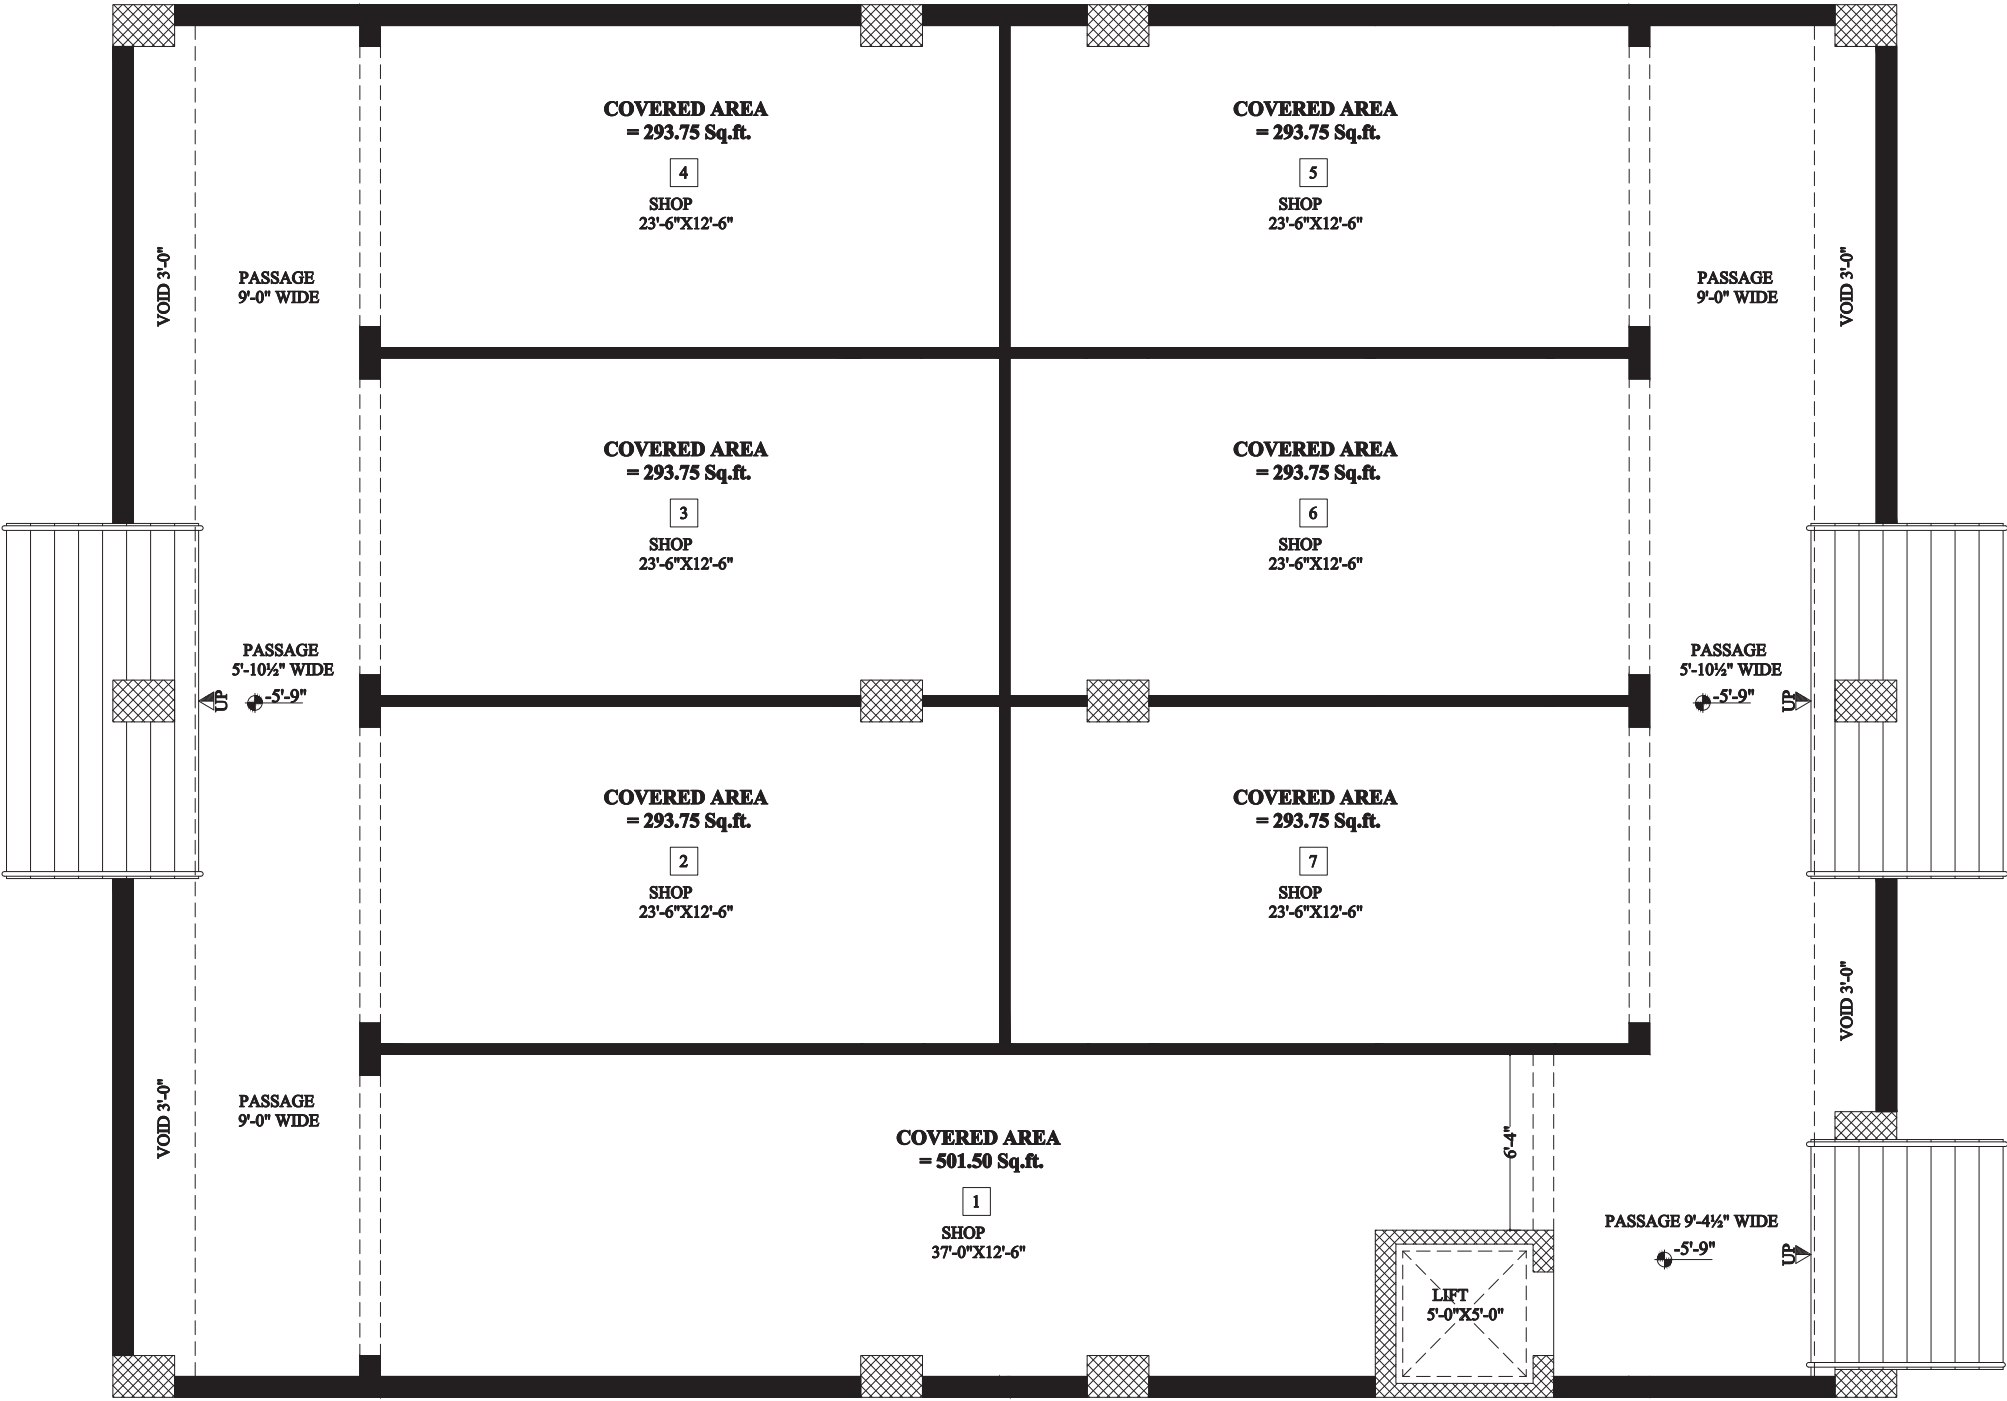 COVERED AREA
= 293.75 Sq.ft.
4
SHOP
23'-6"X12'-6"
COVERED AREA
= 293.75 Sq.ft.
5
SHOP
23'-6"X12'-6"
VOID 3'-0"
PASSAGE
9'-0" WIDE
PASSAGE
9'-0" WIDE
VOID 3'-0"
COVERED AREA
= 293.75 Sq.ft.
3
SHOP
23'-6"X12'-6"
COVERED AREA
= 293.75 Sq.ft.
6
SHOP
23'-6"X12'-6"
PASSAGE
5'-10½" WIDE
UP
-5'-9"
PASSAGE
5'-10½" WIDE
-5'-9"
UP
COVERED AREA
= 293.75 Sq.ft.
2
SHOP
23'-6"X12'-6"
COVERED AREA
= 293.75 Sq.ft.
7
SHOP
23'-6"X12'-6"
VOID 3'-0"
VOID 3'-0"
PASSAGE
9'-0" WIDE
COVERED AREA
= 501.50 Sq.ft.
1
SHOP
37'-0"X12'-6"
6'-4"
PASSAGE 9'-4½" WIDE
-5'-9"
UP
LIFT
5'-0"X5'-0"